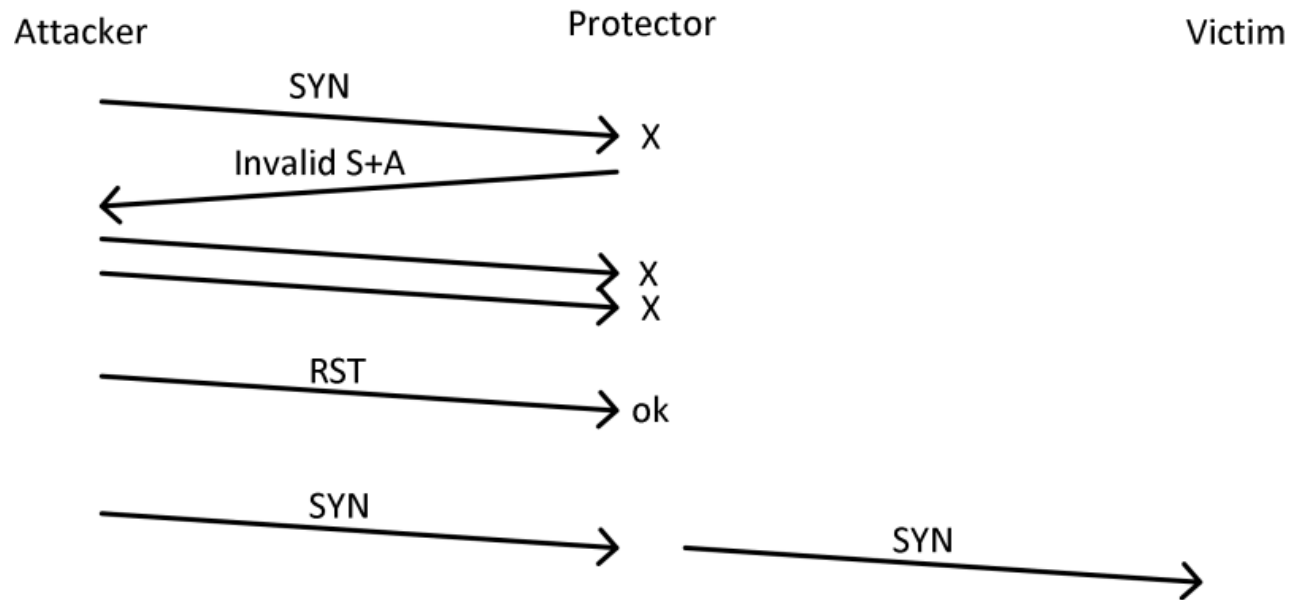 Attacker Protector Victim
SYN
X
Invalid S+A
X
X
RST
ok
SYN
SYN